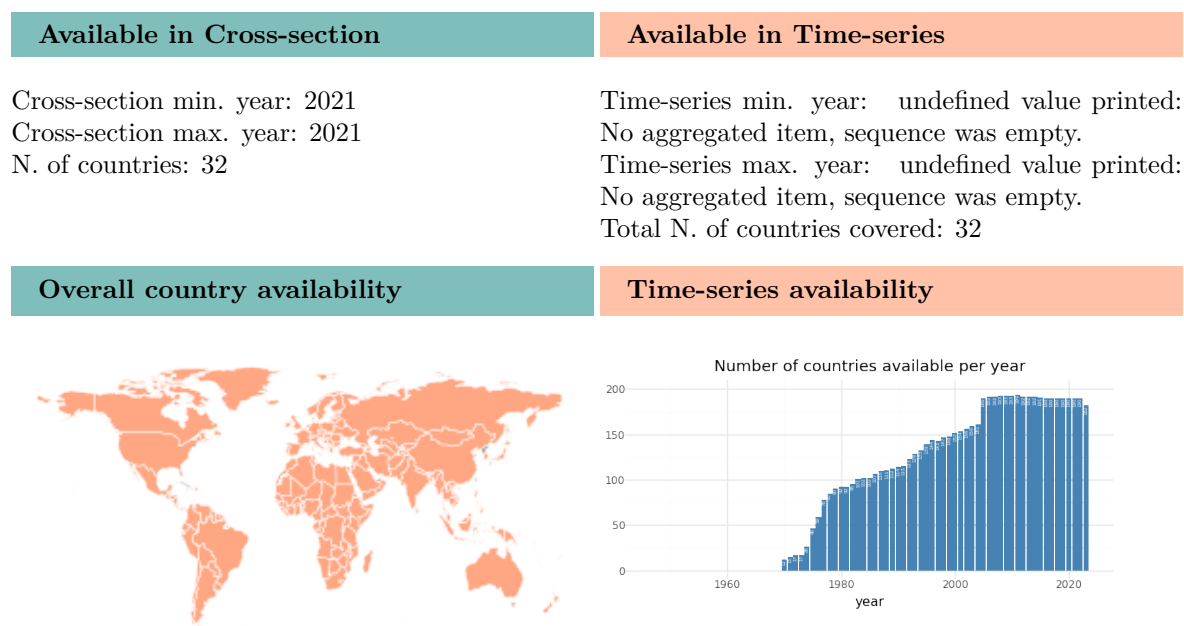 Available in Cross-section
Available in Time-series
Cross-section min. year: 2021
Cross-section max. year: 2021
N. of countries: 32
Time-series min. year: undefined value printed:
No aggregated item, sequence was empty.
Time-series max. year: undefined value printed:
No aggregated item, sequence was empty.
Total N. of countries covered: 32
Overall country availability
Time-series availability
Number of countries available per year
200
150
100
50
0
1960
1980
2000
2020
year